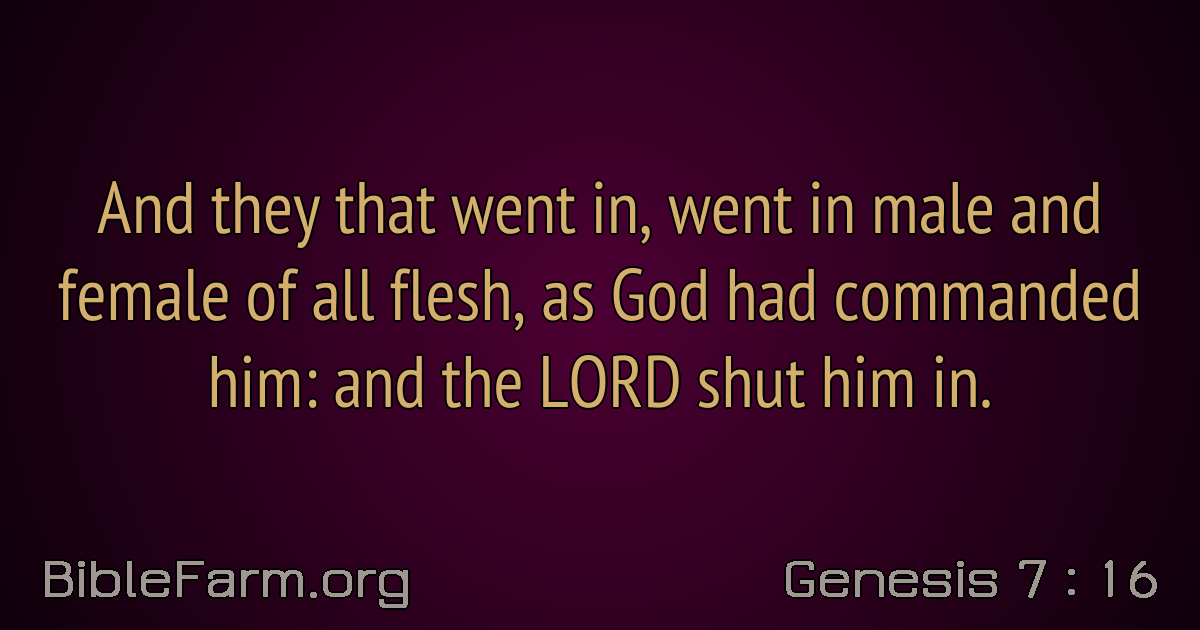 And they that went in, went in male and
female of all flesh, as God had commanded
him: and the LORD shut him in.
BibleFarm.org
Genesis 7 : 16